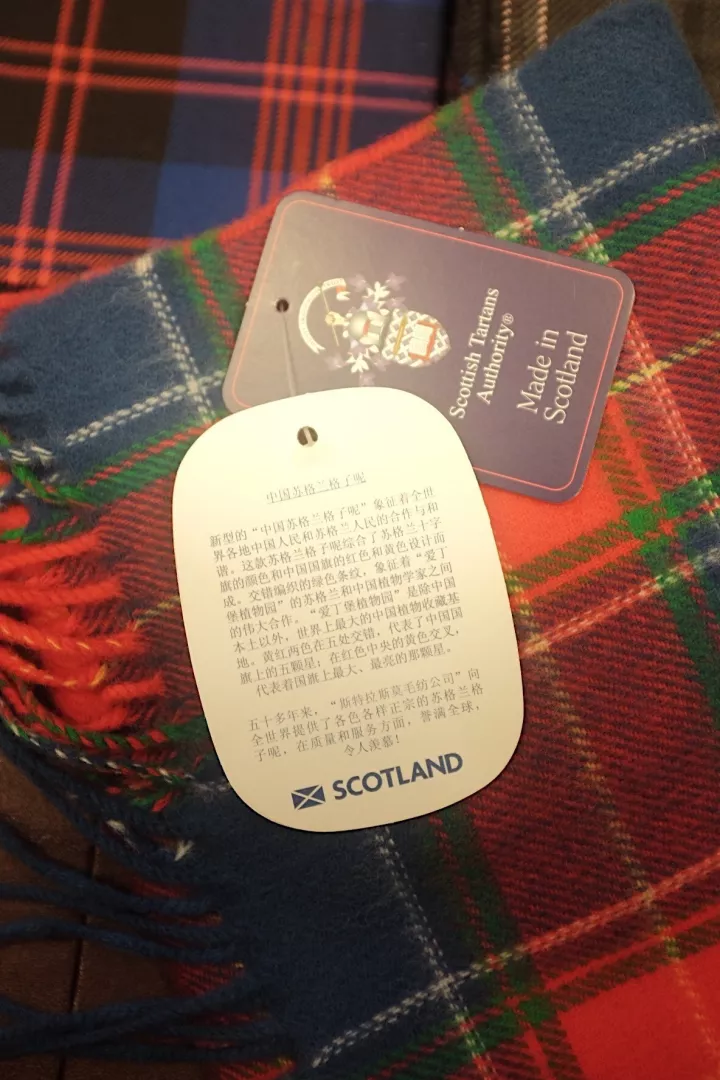 Scottish Tartans
Authority®
Made in
Scotland
中国苏格兰格子呢
新型的“中国苏格兰格子呢”象征着全世
界各地中国人民和苏格兰人民的合作与和
谐。这款苏格兰格子呢综合了苏格兰十字
旗的颜色和中国国旗的红色和黄色设计而
成。交错编织的绿色条纹，象征着“爱丁
堡植物园”的苏格兰和中国植物学家之间
的伟大合作。“爱丁堡植物园”是除中国
本土以外，世界上最大的中国植物收藏基
地。黄红两色在五处交错，代表了中国国
旗上的五颗星；在红色中央的黄色交叉，
代表着国旗上最大、最亮的那颗星。
五十多年来，“斯特拉斯莫毛纺公司”向
全世界提供了各色各样正宗的苏格兰格
子呢，在质量和服务方面，誉满全球，
令人羡慕！
SCOTLAND